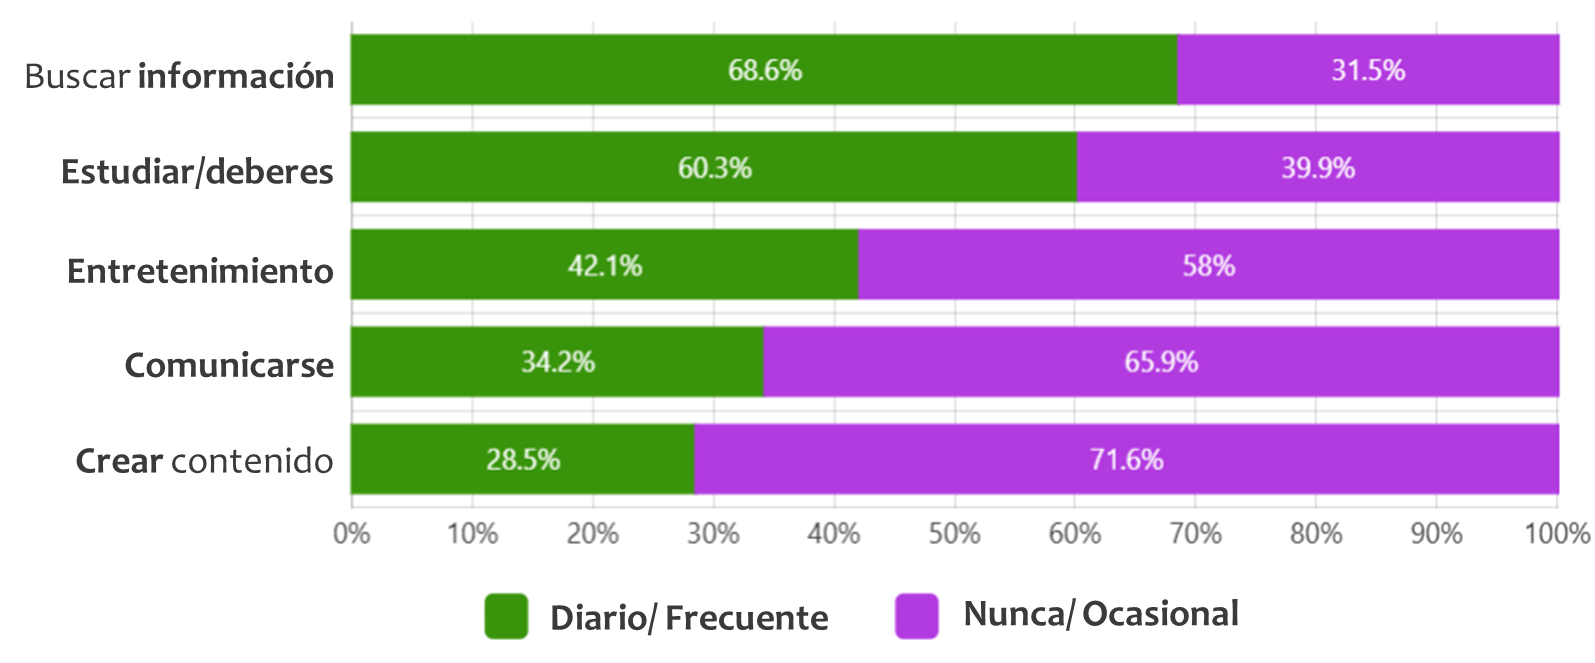 Buscar información 68.6% 31.5%
Estudiar/deberes 60.3% 39.9%
Entretenimiento 42.1% 58%
Comunicarse 34.2% 65.9%
Crear contenido 28.5% 71.6%
0% 10% 20% 30% 40% 50% 60% 70% 80% 90% 100%
Diario/ Frecuente Nunca/ Ocasional